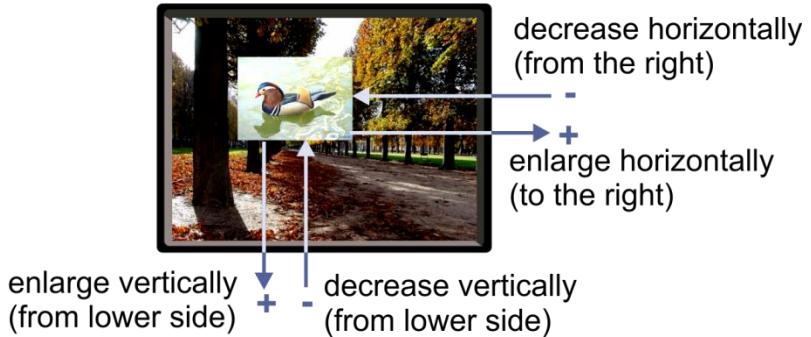 decrease horizontally
(from the right)
-
+
enlarge horizontally
(to the right)
enlarge vertically
(from lower side)
+
-
decrease vertically
(from lower side)